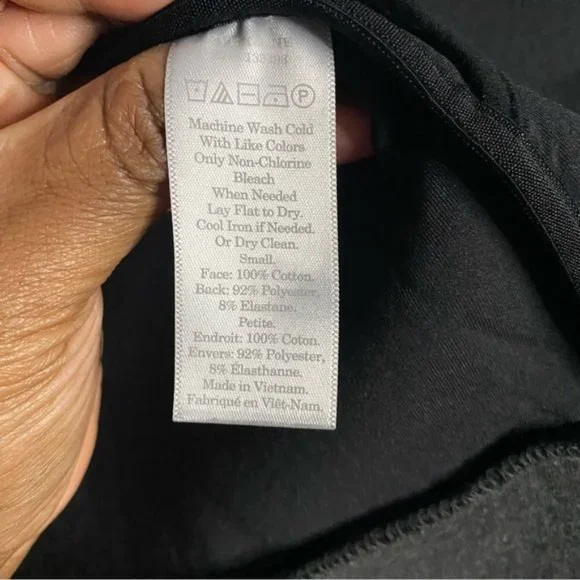 P
Machine Wash Cold
With Like Colors
Only Non-Chlorine
Bleach
When Needed
Lay Flat to Dry.
Cool Iron if Needed.
Or Dry Clean.
Small.
Face: 100% Cotton.
Back: 92% Polyester,
8% Elastane.
Petite.
Endroit: 100% Coton.
Envers: 92% Polyester,
8% Élasthanne.
Made in Vietnam.
Fabriqué en Viêt-Nam.